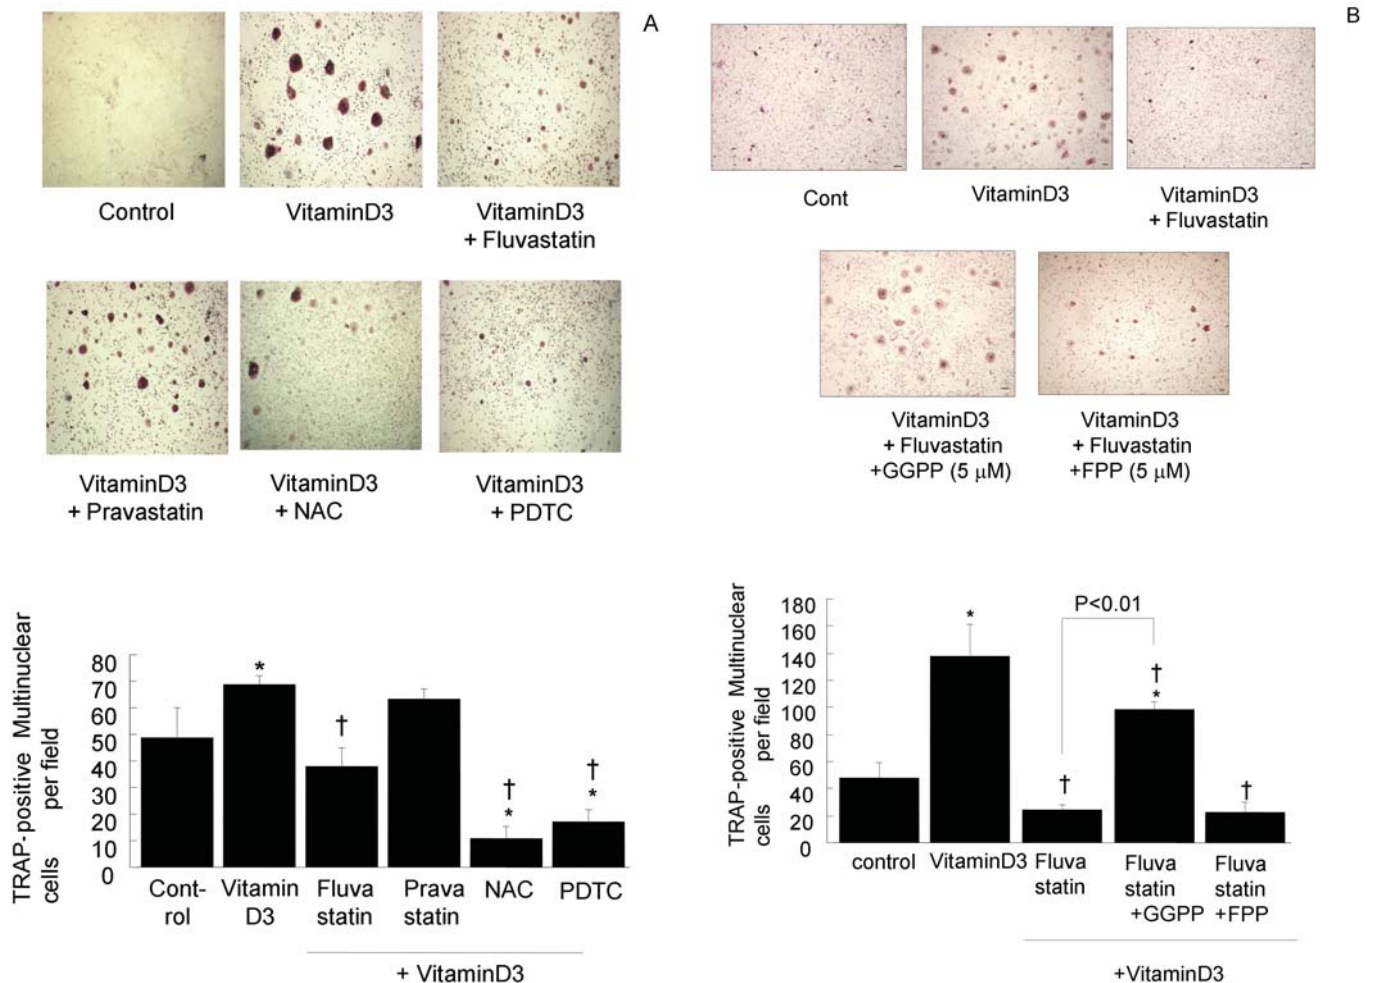 A
Control
VitaminD3
VitaminD3
+ Fluvastatin
VitaminD3
+ Pravastatin
VitaminD3
+ NAC
VitaminD3
+ PDTC
TRAP-positive Multinuclear
cells per field
80
70
60
50
40
30
20
10
0
*
†
†
*
†
*
Cont-
rol
Vitamin
D3
Fluva
statin
Prava
statin
NAC
PDTC
+ VitaminD3
B
Cont
VitaminD3
VitaminD3
+ Fluvastatin
VitaminD3
+ Fluvastatin
+GGPP (5 μM)
VitaminD3
+ Fluvastatin
+FPP (5 μM)
TRAP-positive Multinuclear
cells per field
180
160
140
120
100
80
60
40
20
0
*
P<0.01
†
†
*
†
control
VitaminD3
Fluva
statin
Fluva
statin
+GGPP
Fluva
statin
+FPP
+VitaminD3